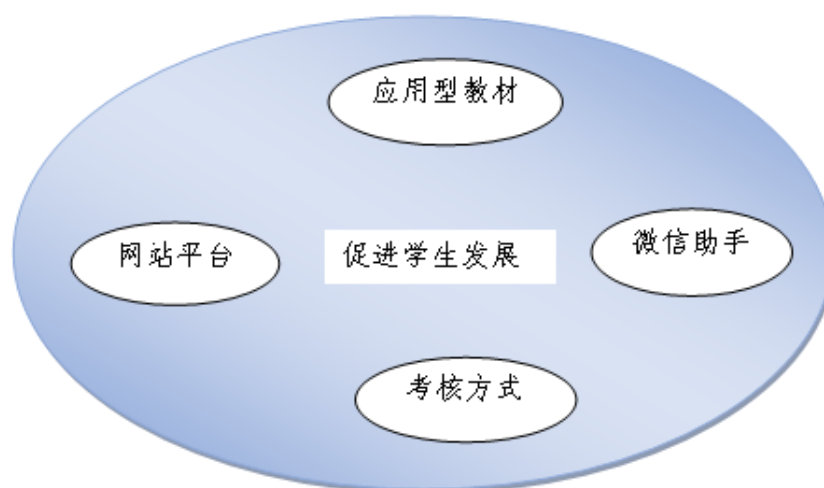 应用型教材
网站平台
促进学生发展
微信助手
考核方式